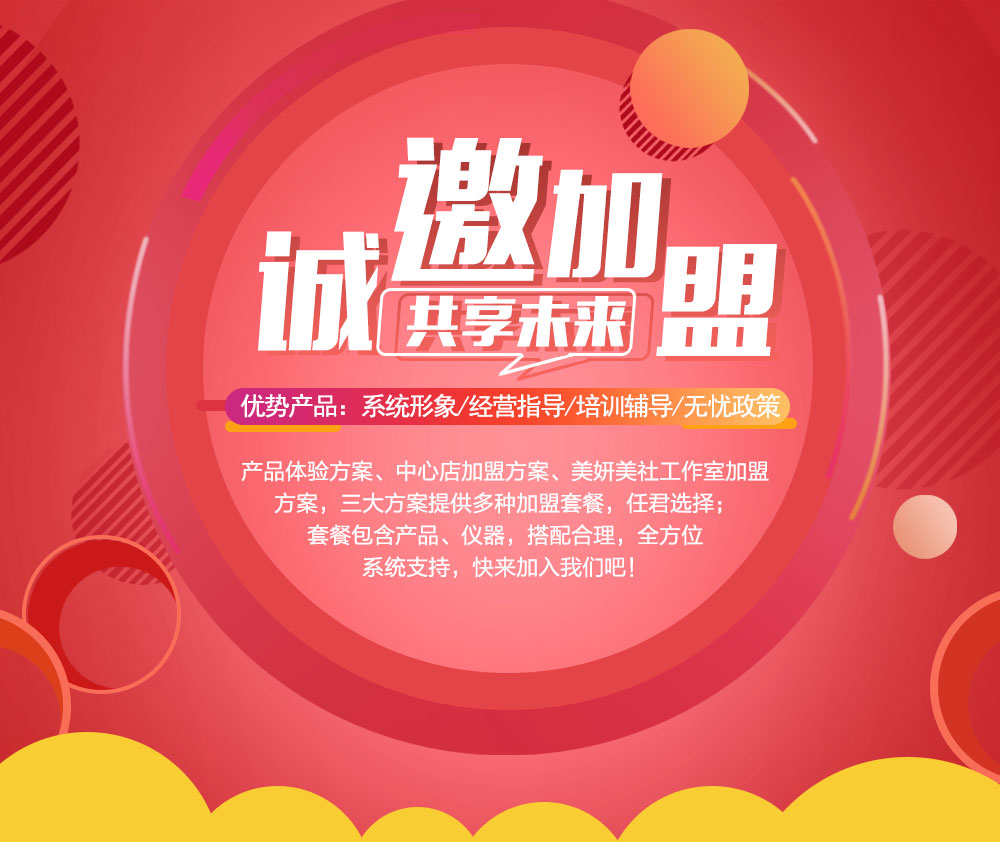 诚邀加盟
共享未来
优势产品：系统形象/经营指导/培训辅导/无忧政策
产品体验方案、中心店加盟方案、美妍美社工作室加盟
方案，三大方案提供多种加盟套餐，任君选择；
套餐包含产品、仪器，搭配合理，全方位
系统支持，快来加入我们吧！